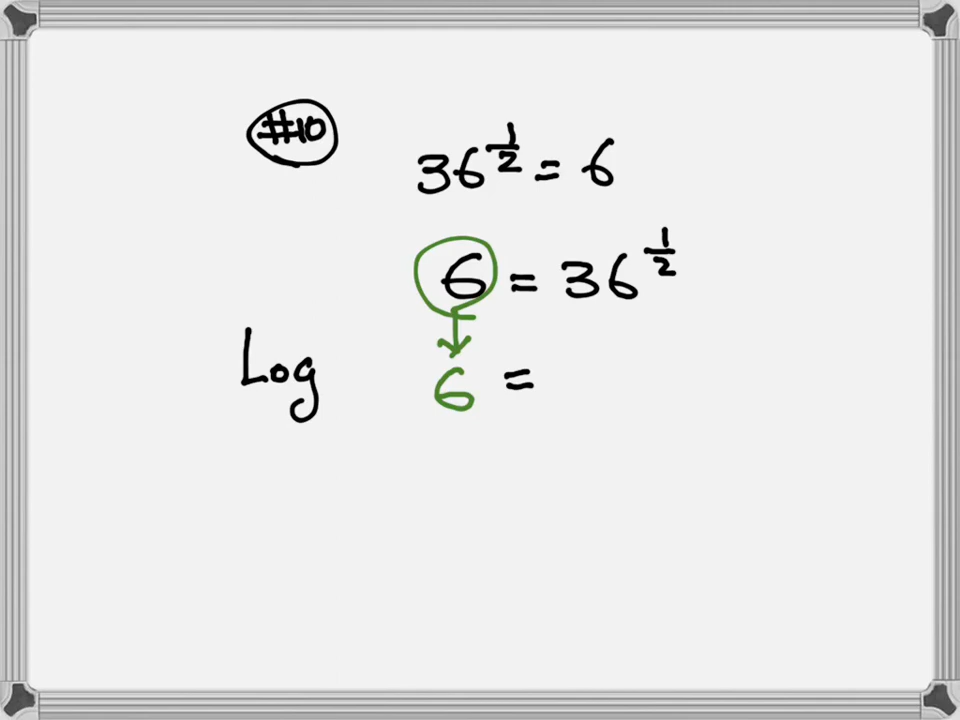 #10
36^{1/2} = 6
6 = 36^{1/2}
Log 6 =